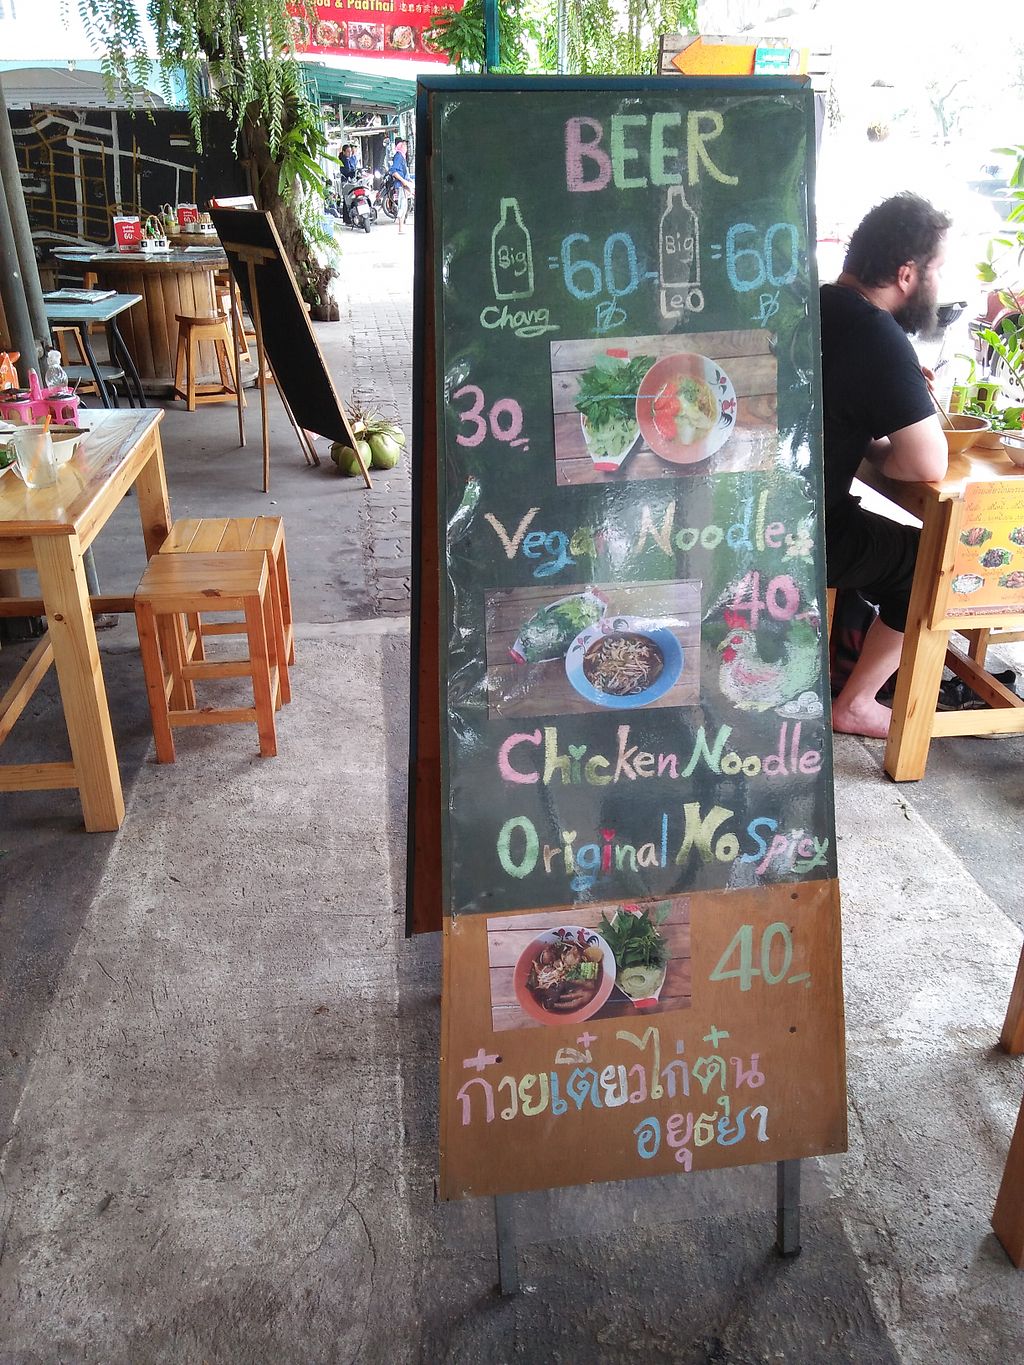 & PadThai
BEER
Big = 60 - Big = 60
Chang ฿ Leo ฿
30
Vegan Noodles
40
Chicken Noodle
Original No Spicy
40
ก๋วยเตี๋ยวไก่ตุ๋น
อยุธยา